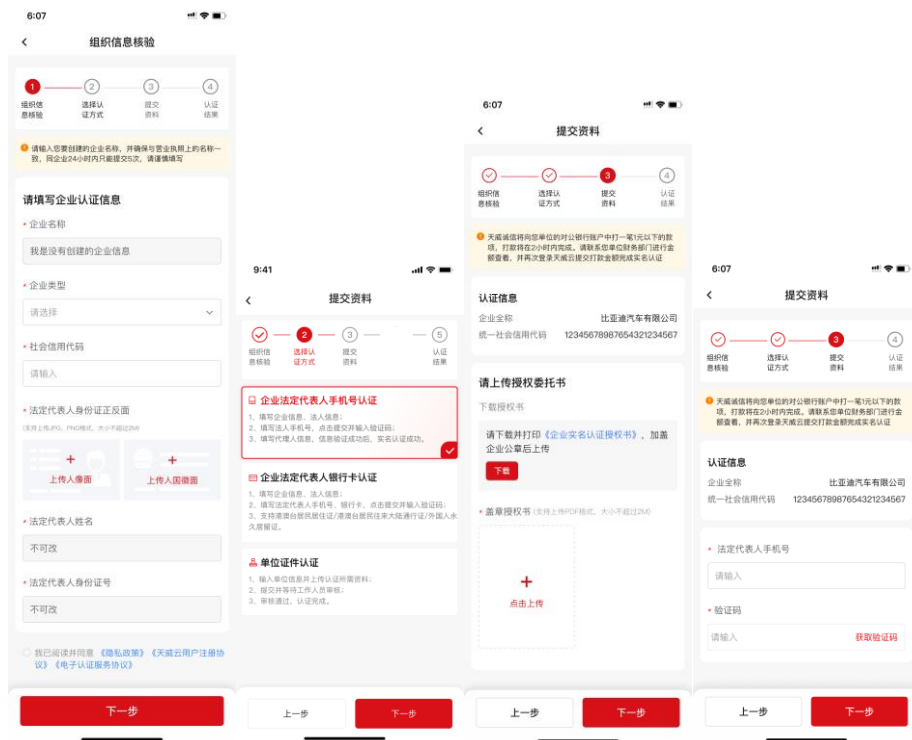 6:07
组织信息核验
1
2
3
4
组织信
息核验
选择认
证方式
提交
资料
认证
结果
请输入您要创建的企业名称，并确保与营业执照上的名称一
致，同企业24小时内只能提交5次，请谨慎填写
请填写企业认证信息
* 企业名称
我是没有创建的企业信息
* 企业类型
请选择
* 社会信用代码
请输入
* 法定代表人身份证正反面
(支持上传JPG、PNG格式，大小不超过2M)
上传人像面
上传人国徽面
* 法定代表人姓名
不可改
* 法定代表人身份证号
不可改
我已阅读并同意 《隐私政策》《天威云用户注册协
议》《电子认证服务协议》
下一步
9:41
提交资料
2
3
5
组织信
息核验
选择认
证方式
提交
资料
认证
结果
企业法定代表人手机号认证
1、填写企业信息、法人信息；
2、填写法人手机号，点击提交并输入验证码；
3、填写代理人信息，信息验证成功后，实名认证成功。
企业法定代表人银行卡认证
1、填写企业信息、法人信息；
2、填写法定代表人手机号、银行卡，点击提交并输入验证码；
3、支持港澳台居民居住证/港澳台居民往来大陆通行证/外国人永
久居留证。
单位证件认证
1、输入单位信息并上传认证所需资料；
2、提交并等待工作人员审核；
3、审核通过，认证完成。
上一步
下一步
6:07
提交资料
3
4
组织信
息核验
选择认
证方式
提交
资料
认证
结果
天威诚信将向您单位的对公银行账户中打一笔1元以下的款
项，打款将在2小时内完成。请联系您单位财务部门进行金
额查看，并再次登录天威云提交打款金额完成实名认证
认证信息
企业全称 比亚迪汽车有限公司
统一社会信用代码 12345678987654321234567
请上传授权委托书
下载授权书
请下载并打印《企业实名认证授权书》，加盖
企业公章后上传
下载
* 盖章授权书 (支持上传PDF格式，大小不超过2M)
点击上传
上一步
下一步
6:07
提交资料
3
4
组织信
息核验
选择认
证方式
提交
资料
认证
结果
天威诚信将向您单位的对公银行账户中打一笔1元以下的款
项，打款将在2小时内完成。请联系您单位财务部门进行金
额查看，并再次登录天威云提交打款金额完成实名认证
认证信息
企业全称 比亚迪汽车有限公司
统一社会信用代码 12345678987654321234567
* 法定代表人手机号
请输入
* 验证码
请输入 获取验证码
上一步
下一步